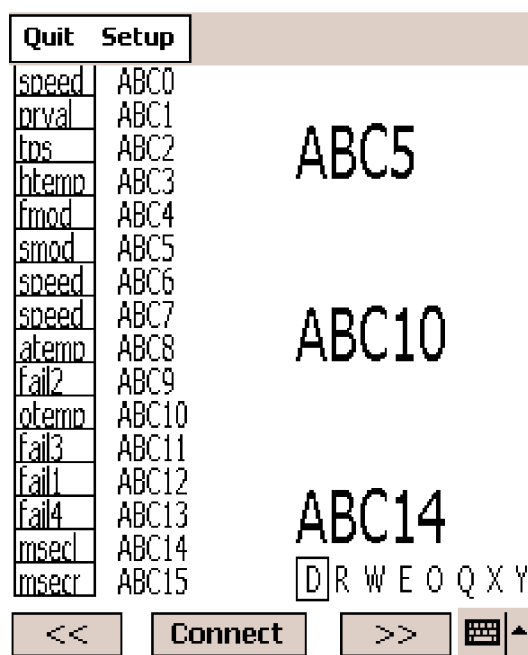 Quit Setup
speed ABC0
prval ABC1
tps ABC2
htemp ABC3
fmod ABC4
smod ABC5
speed ABC6
speed ABC7
atemp ABC8
fail2 ABC9
otemp ABC10
fail3 ABC11
fail1 ABC12
fail4 ABC13
msecl ABC14
msecr ABC15
ABC5
ABC10
ABC14
D R W E O Q X Y
<< Connect >>